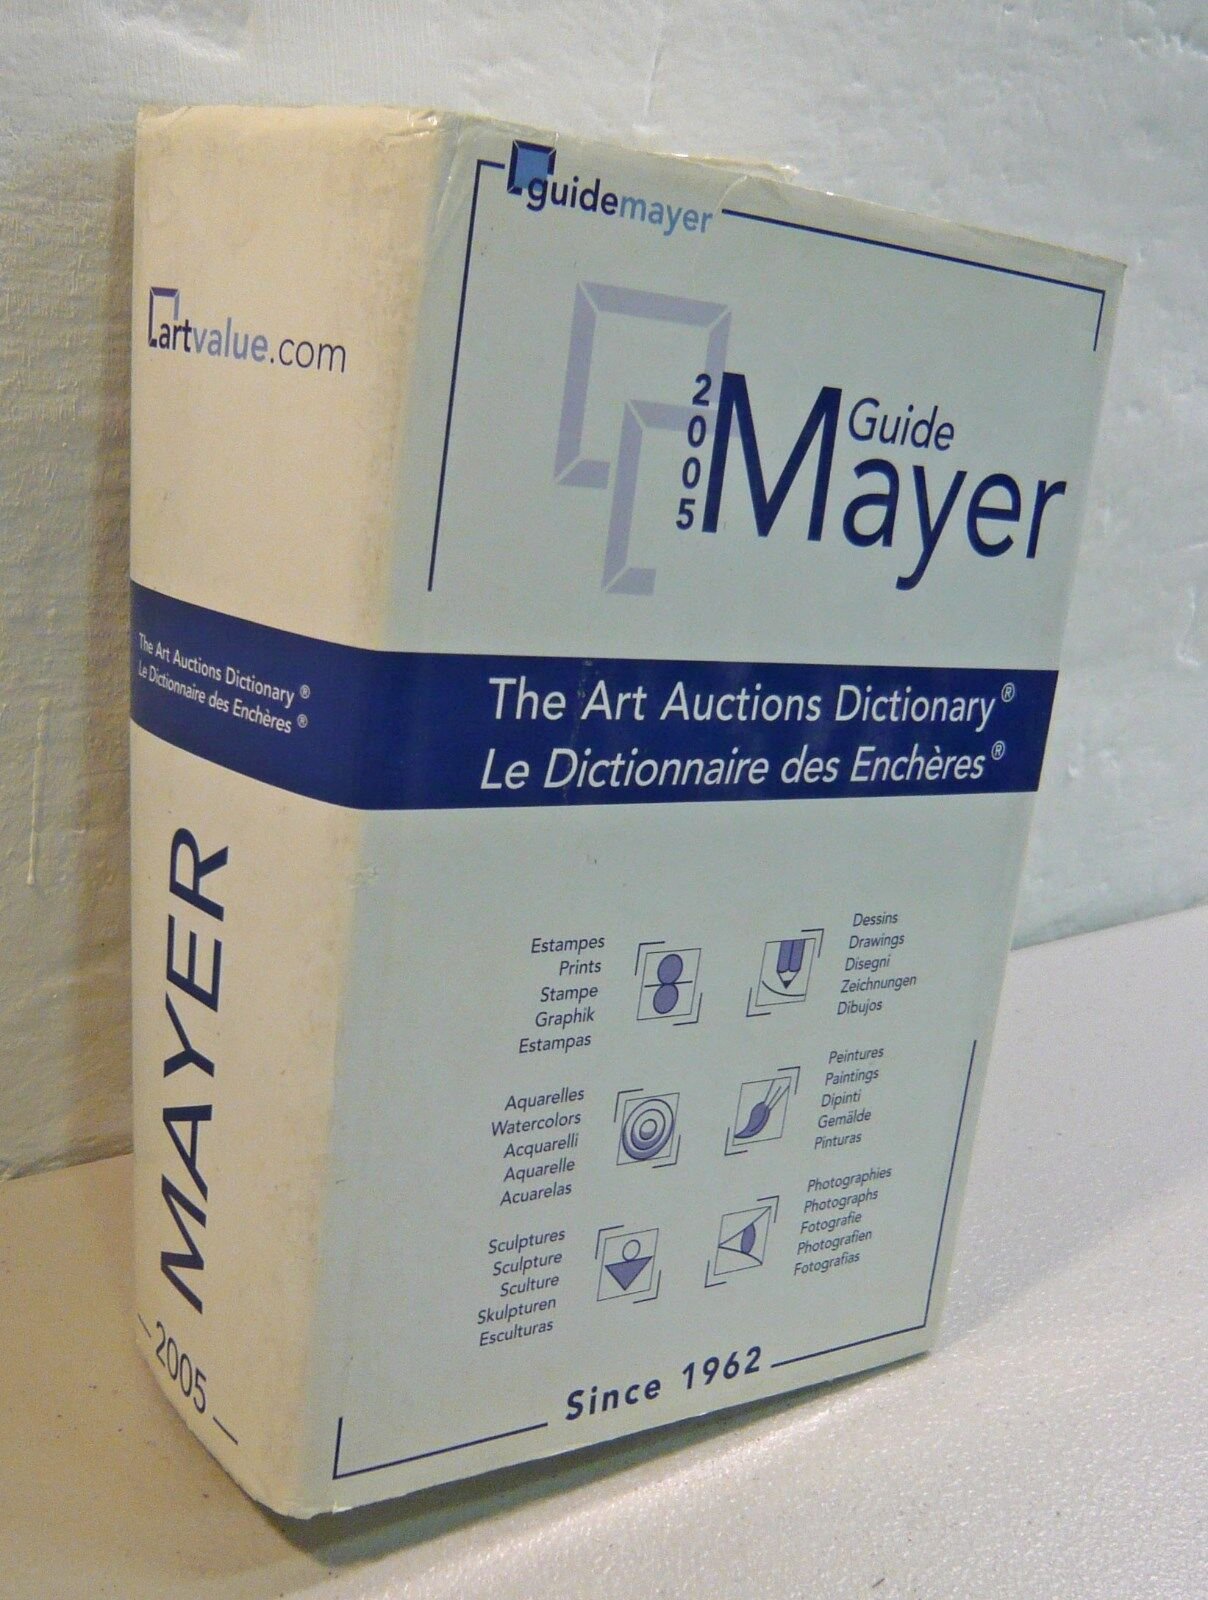 artvalue.com
The Art Auctions Dictionary ®
Le Dictionnaire des Enchères ®
MAYER
2005
guidemayer
2005
Guide
Mayer
The Art Auctions Dictionary ®
Le Dictionnaire des Enchères ®
Estampes
Prints
Stampe
Graphik
Estampas
Dessins
Drawings
Disegni
Zeichnungen
Dibujos
Aquarelles
Watercolors
Acquarelli
Aquarelle
Acuarelas
Peintures
Paintings
Dipinti
Gemälde
Pinturas
Sculptures
Sculpture
Sculture
Skulpturen
Esculturas
Photographies
Photographs
Fotografie
Photografien
Fotografias
Since 1962